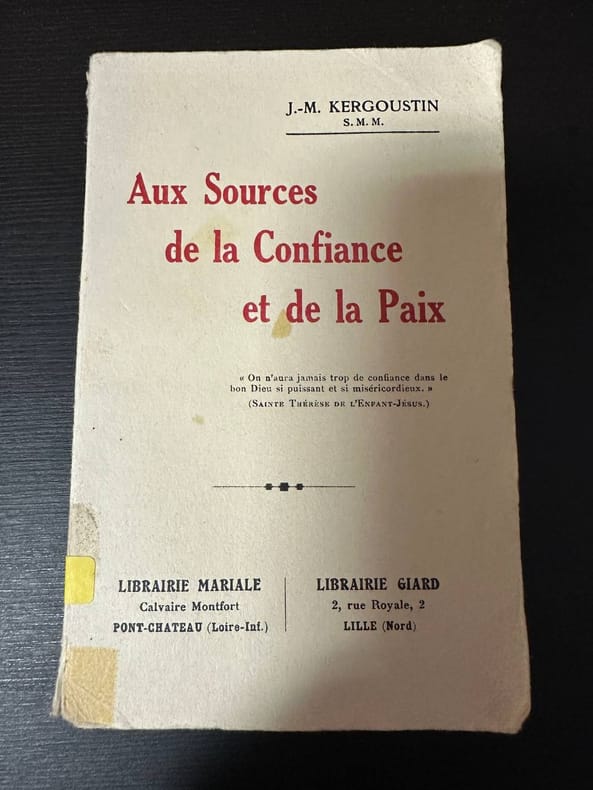 J.-M. KERGOUSTIN
S. M. M.
Aux Sources
de la Confiance
et de la Paix
« On n'aura jamais trop de confiance dans le
bon Dieu si puissant et si miséricordieux. »
(SAINTE THÉRÈSE DE L'ENFANT-JÉSUS.)
LIBRAIRIE MARIALE
Calvaire Montfort
PONT-CHATEAU (Loire-Inf.)
LIBRAIRIE GIARD
2, rue Royale, 2
LILLE (Nord)